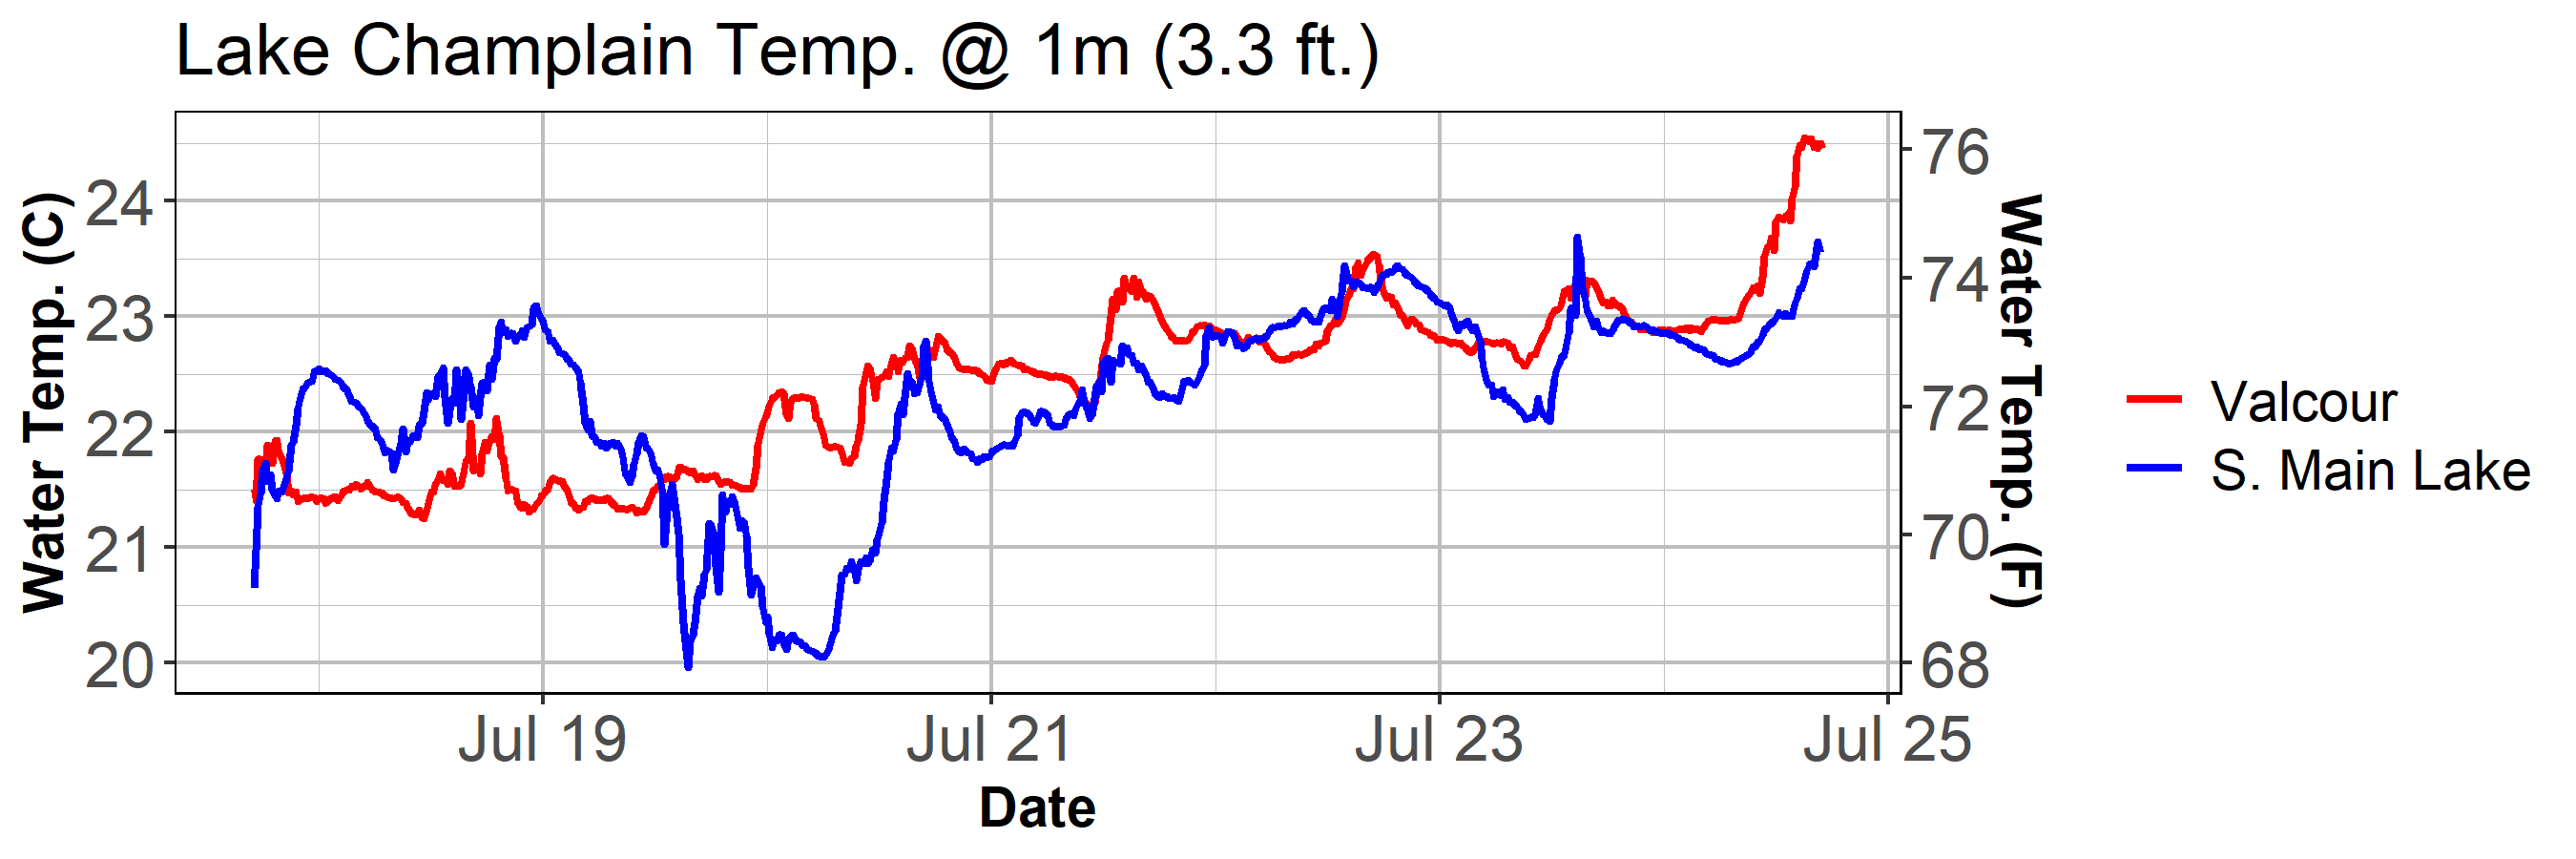 Lake Champlain Temp. @ 1m (3.3 ft.)
Water Temp. (C)
24
23
22
21
20
76
74
72
70
68
Water Temp. (F)
Jul 19
Jul 21
Jul 23
Jul 25
Date
Valcour
S. Main Lake